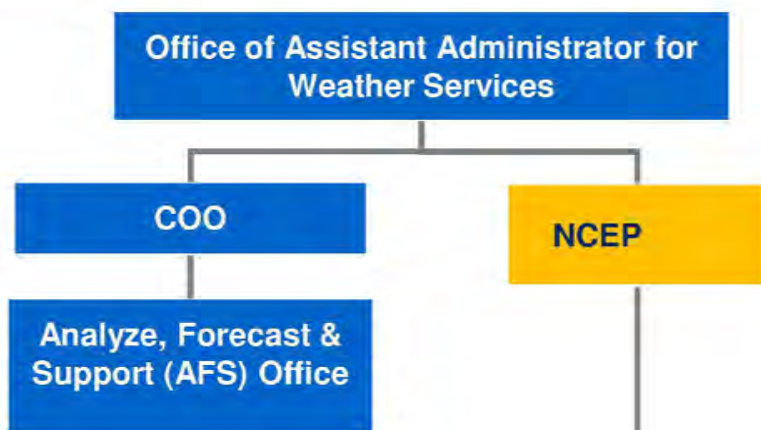 Office of Assistant Administrator for
Weather Services
COO
NCEP
Analyze, Forecast &
Support (AFS) Office